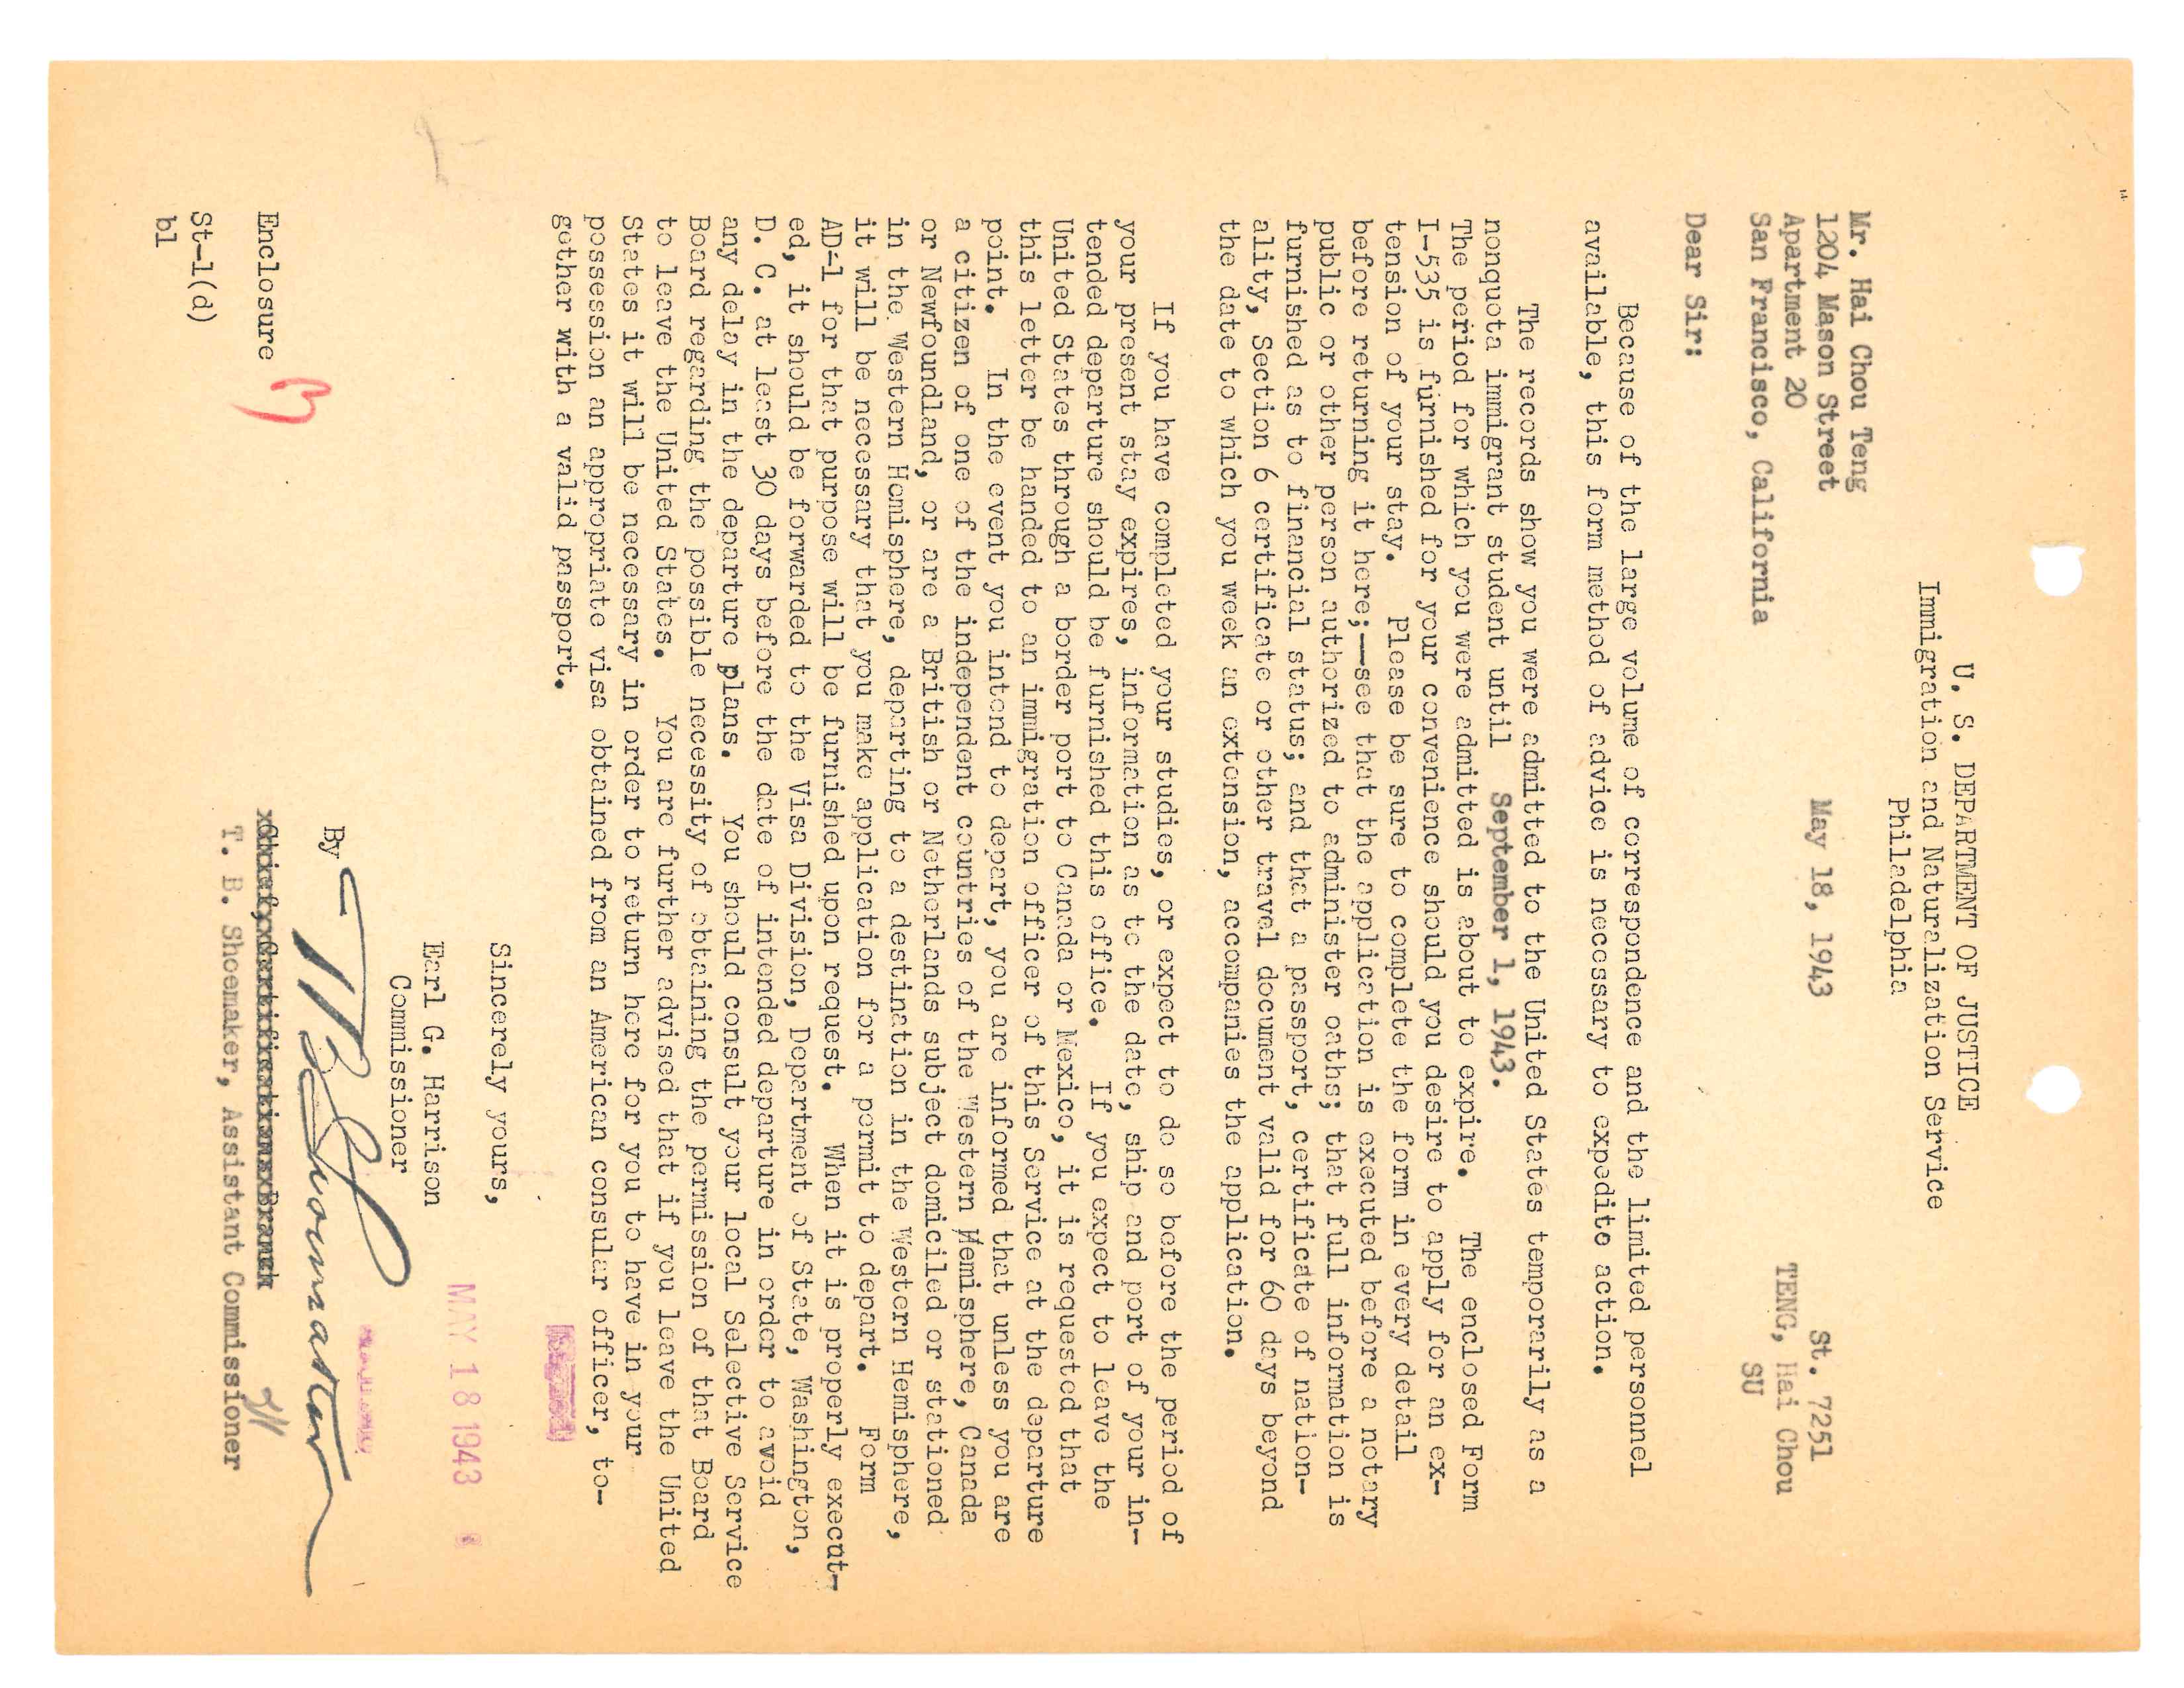 U. S. DEPARTMENT OF JUSTICE
Immigration and Naturalization Service
Philadelphia
Mr. Hai Chou Teng
1204 Mason Street
Apartment 20
San Francisco, California
May 18, 1943
St. 7251
TENG, Hai Chou
SU
Dear Sir:
Because of the large volume of correspondence and the limited personnel
available, this form method of advice is necessary to expedite action.
The records show you were admitted to the United States temporarily as a
nonquota immigrant student until September 1, 1943.
The period for which you were admitted is about to expire. The enclosed Form
I-535 is furnished for your convenience should you desire to apply for an ex-
tension of your stay. Please be sure to complete the form in every detail
before returning it here;—see that the application is executed before a notary
public or other person authorized to administer oaths; that full information is
furnished as to financial status; and that a passport, certificate of nation-
ality, Section 6 certificate or other travel document valid for 60 days beyond
the date to which you week an extension, accompanies the application.
If you have completed your studies, or expect to do so before the period of
your present stay expires, information as to the date, ship and port of your in-
tended departure should be furnished this office. If you expect to leave the
United States through a border port to Canada or Mexico, it is requested that
this letter be handed to an immigration officer of this Service at the departure
point. In the event you intend to depart, you are informed that unless you are
a citizen of one of the independent countries of the Western Hemisphere, Canada
or Newfoundland, or are a British or Netherlands subject domiciled or stationed
in the Western Hemisphere, departing to a destination in the Western Hemisphere,
it will be necessary that you make application for a permit to depart. Form
AD-1 for that purpose will be furnished upon request. When it is properly execut-
ed, it should be forwarded to the Visa Division, Department of State, Washington,
D. C. at least 30 days before the date of intended departure in order to avoid
any delay in the departure plans. You should consult your local Selective Service
Board regarding the possible necessity of obtaining the permission of that Board
to leave the United States. You are further advised that if you leave the United
States it will be necessary in order to return here for you to have in your
possession an appropriate visa obtained from an American consular officer, to-
gether with a valid passport.
Sincerely yours,
MAY 18 1943
Earl G. Harrison
Commissioner
By TB Shoemaker
Chief, Certifications Branch
T. B. Shoemaker, Assistant Commissioner
Enclosure
St-1(d)
bl